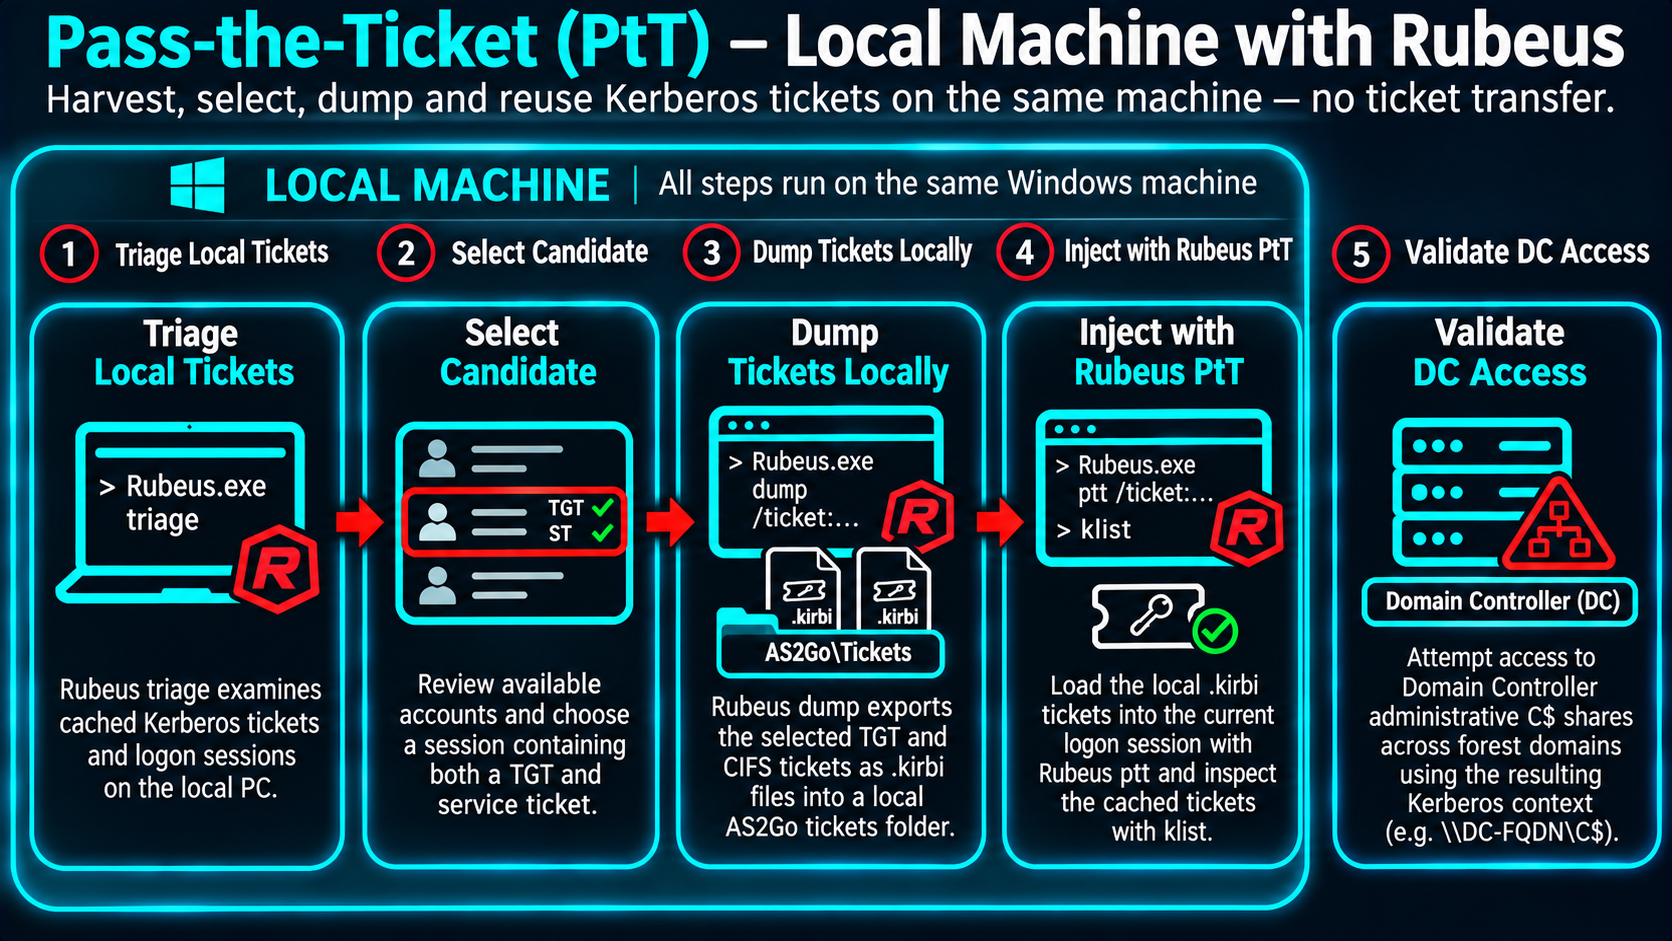 Pass-the-Ticket (PtT) – Local Machine with Rubeus
Harvest, select, dump and reuse Kerberos tickets on the same machine — no ticket transfer.
LOCAL MACHINE | All steps run on the same Windows machine
1 Triage Local Tickets
2 Select Candidate
3 Dump Tickets Locally
4 Inject with Rubeus PtT
5 Validate DC Access
Triage
Local Tickets
> Rubeus.exe
triage
R
Rubeus triage examines
cached Kerberos tickets
and logon sessions
on the local PC.
Select
Candidate
TGT
ST
Review available
accounts and choose
a session containing
both a TGT and
service ticket.
Dump
Tickets Locally
> Rubeus.exe
dump
/ticket:...
R
.kirbi
.kirbi
AS2Go\Tickets
Rubeus dump exports
the selected TGT and
CIFS tickets as .kirbi
files into a local
AS2Go tickets folder.
Inject with
Rubeus PtT
> Rubeus.exe
ptt /ticket:...
> klist
R
Load the local .kirbi
tickets into the current
logon session with
Rubeus ptt and inspect
the cached tickets
with klist.
Validate
DC Access
Domain Controller (DC)
Attempt access to
Domain Controller
administrative C$ shares
across forest domains
using the resulting
Kerberos context
(e.g. \\DC-FQDN\C$).